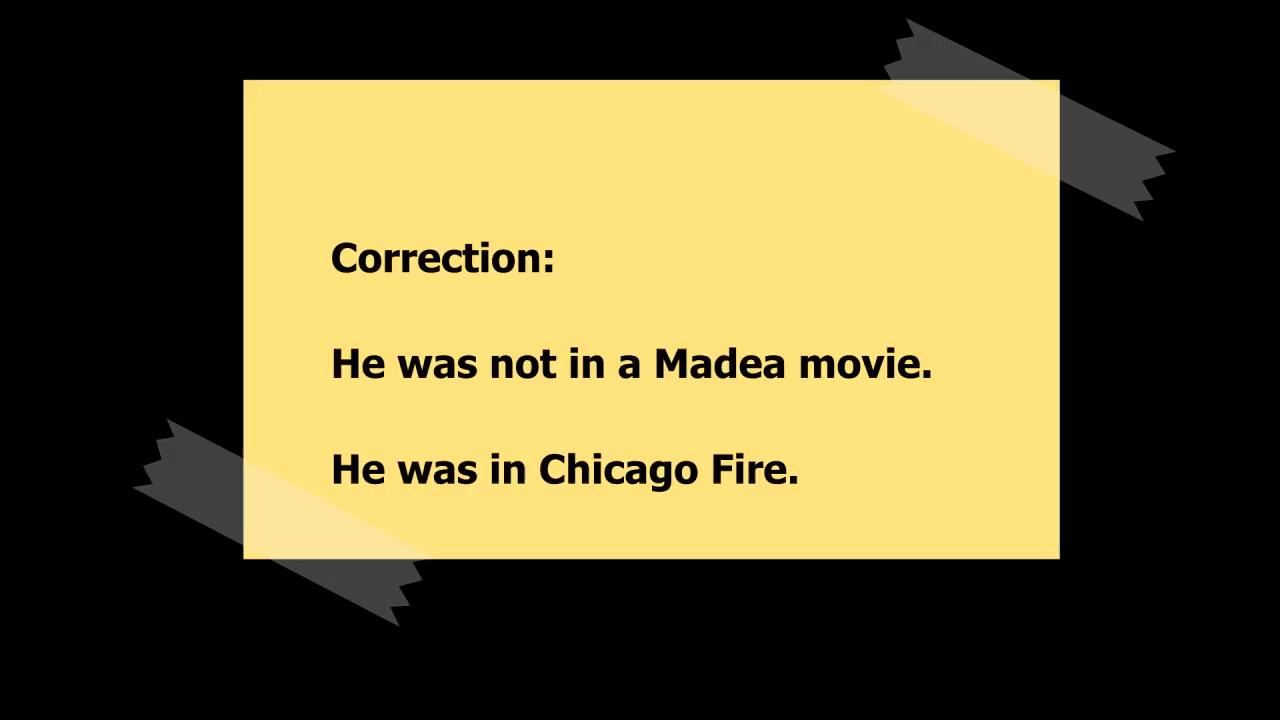 Correction:
He was not in a Madea movie.
He was in Chicago Fire.